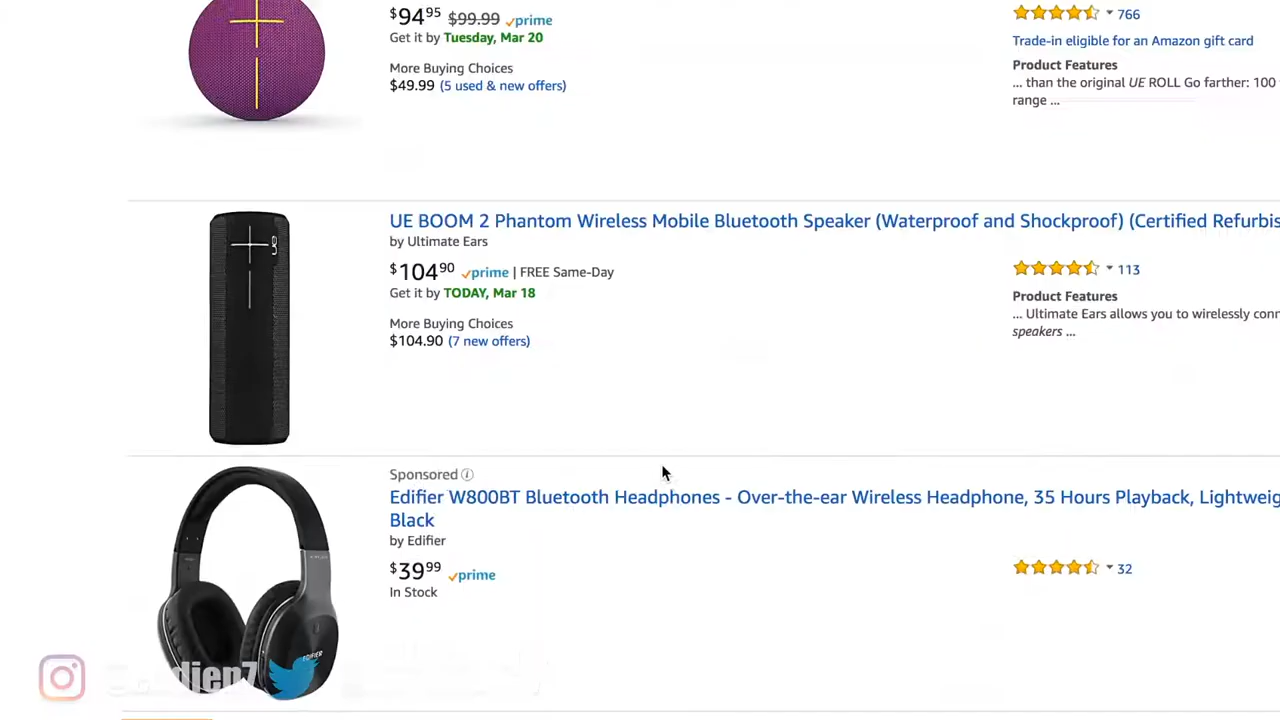 $94.95 $99.99 prime
Get it by Tuesday, Mar 20
More Buying Choices
$49.99 (5 used & new offers)
766
Trade-in eligible for an Amazon gift card
Product Features
... than the original UE ROLL Go farther: 100
range ...
UE BOOM 2 Phantom Wireless Mobile Bluetooth Speaker (Waterproof and Shockproof) (Certified Refurbis
by Ultimate Ears
$104.90 prime | FREE Same-Day
Get it by TODAY, Mar 18
More Buying Choices
$104.90 (7 new offers)
113
Product Features
... Ultimate Ears allows you to wirelessly conn
speakers ...
Sponsored
Edifier W800BT Bluetooth Headphones - Over-the-ear Wireless Headphone, 35 Hours Playback, Lightweig
Black
by Edifier
$39.99 prime
In Stock
32
EDIFIER